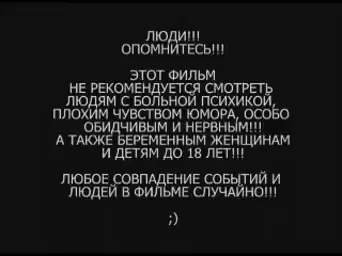 ЛЮДИ!!!
ОПОМНИТЕСЬ!!!
ЭТОТ ФИЛЬМ
НЕ РЕКОМЕНДУЕТСЯ СМОТРЕТЬ
ЛЮДЯМ С БОЛЬНОЙ ПСИХИКОЙ,
ПЛОХИМ ЧУВСТВОМ ЮМОРА, ОСОБО
ОБИДЧИВЫМ И НЕРВНЫМ!!!
А ТАКЖЕ БЕРЕМЕННЫМ ЖЕНЩИНАМ
И ДЕТЯМ ДО 18 ЛЕТ!!!
ЛЮБОЕ СОВПАДЕНИЕ СОБЫТИЙ И
ЛЮДЕЙ В ФИЛЬМЕ СЛУЧАЙНО!!!
;)